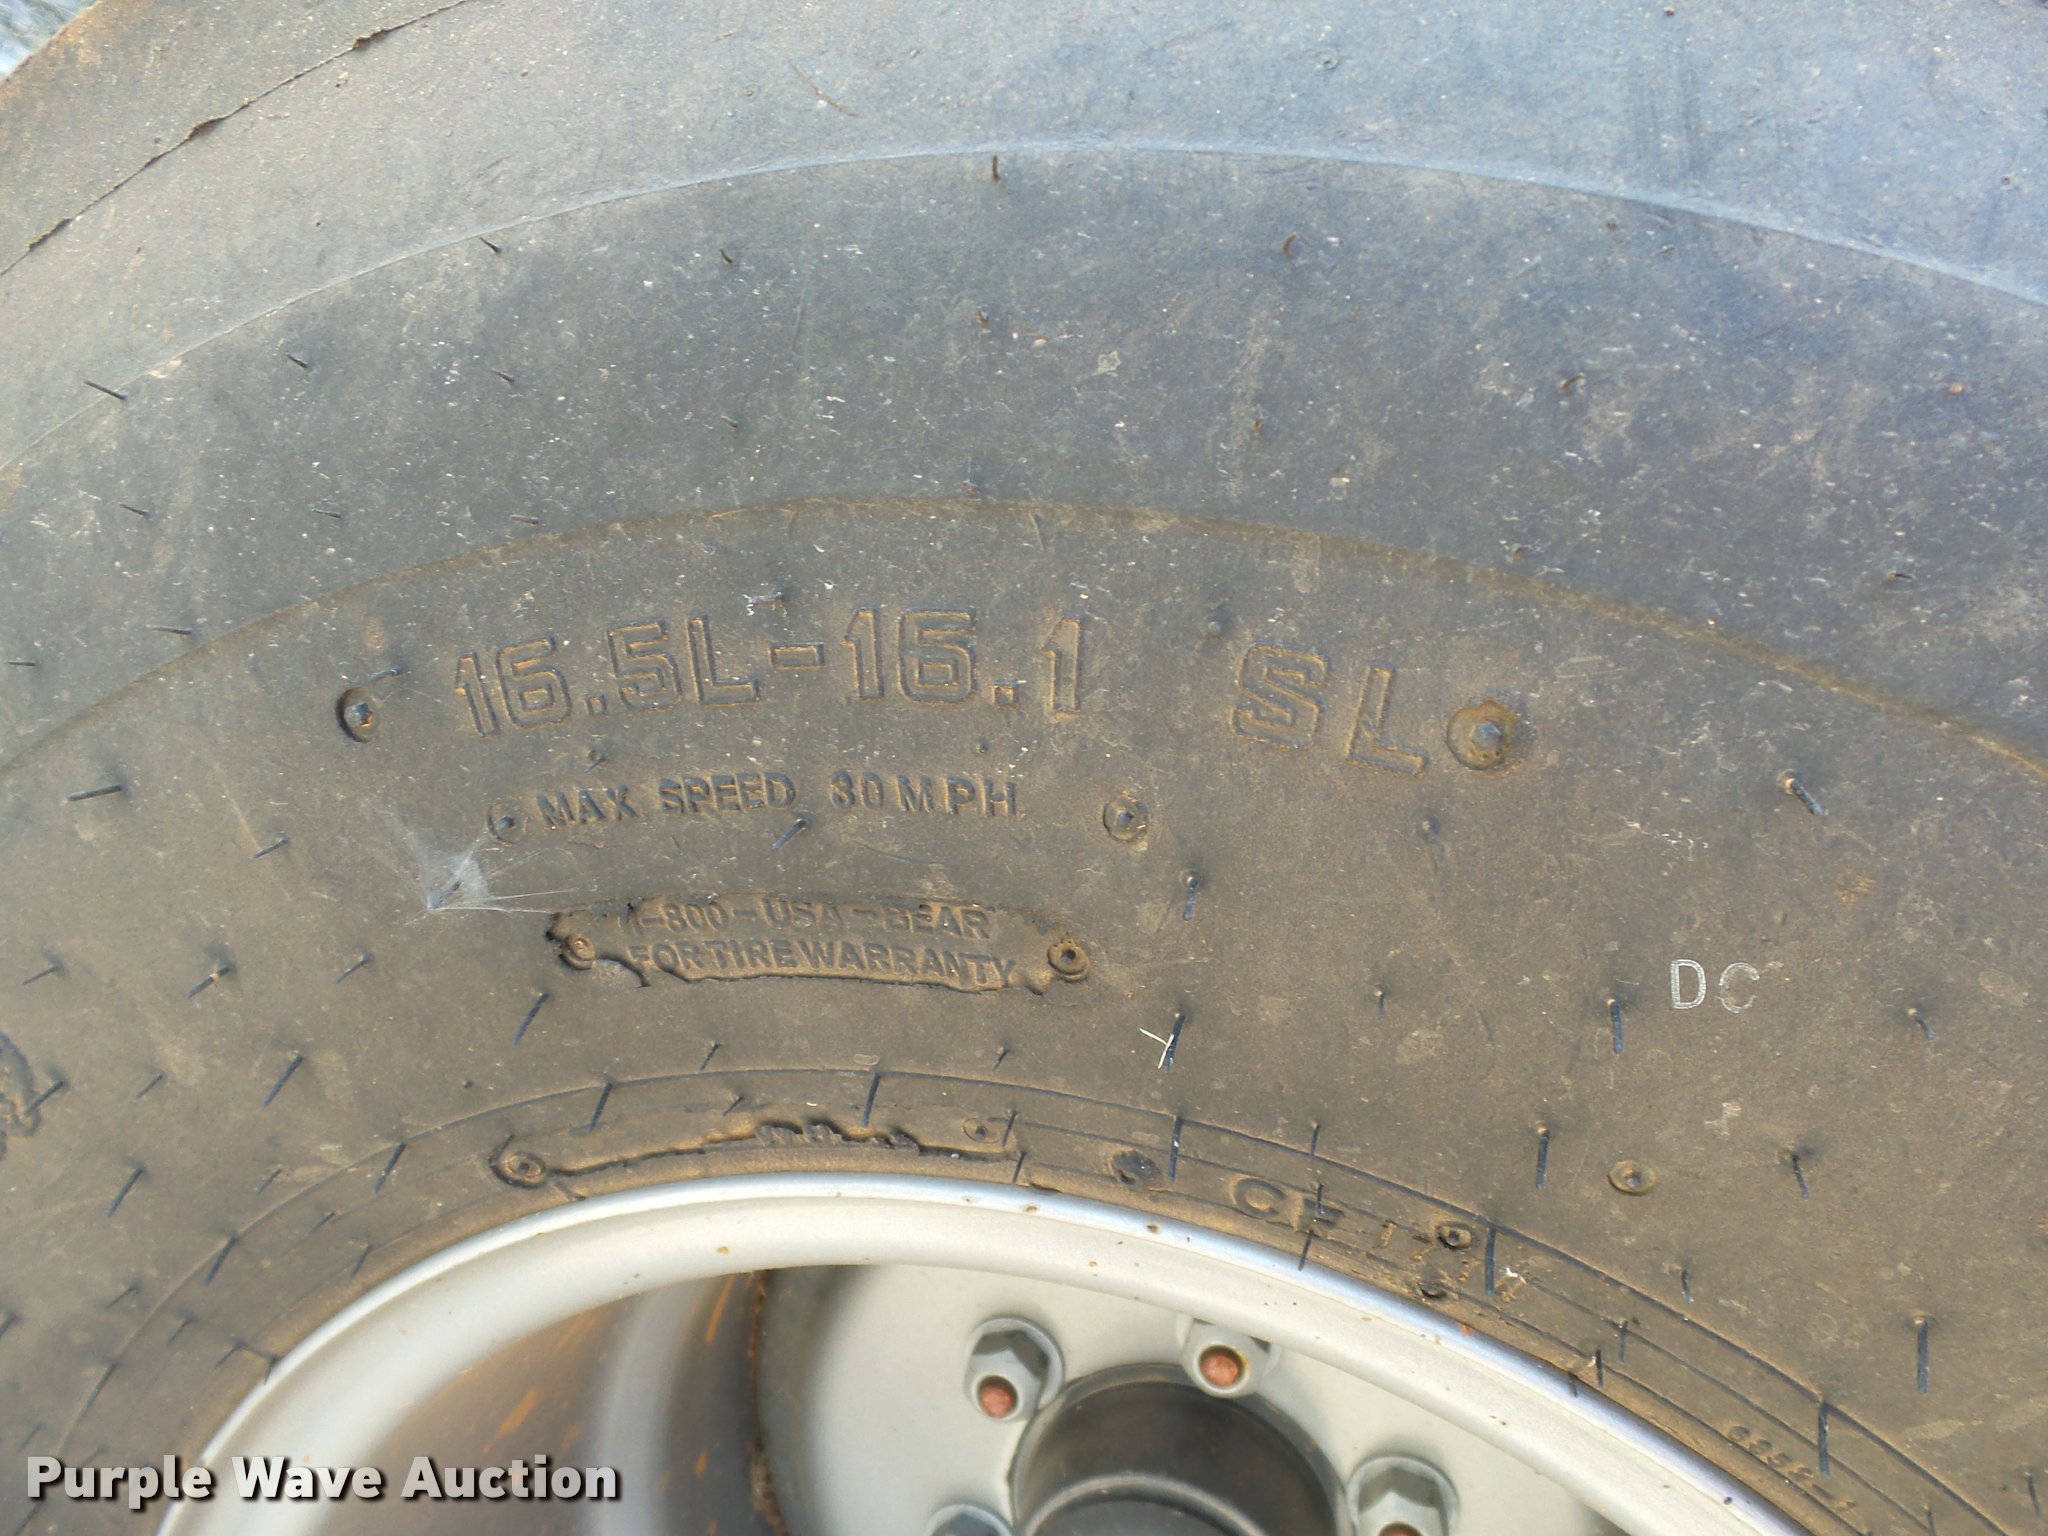 16.5L-16.1 SL
MAX SPEED 30 MPH.
1-800-USA-BEAR
FOR TIRE WARRANTY
DC
Purple Wave Auction